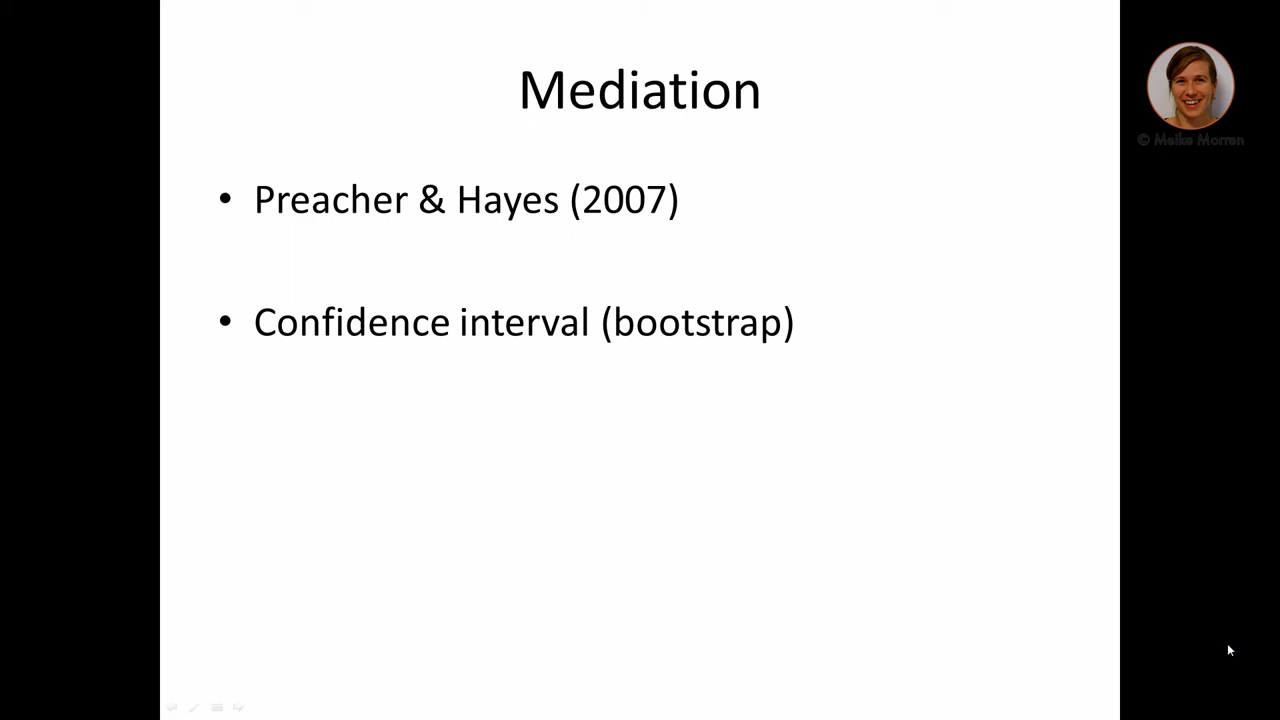 Mediation
© Meike Morren
• Preacher & Hayes (2007)
• Confidence interval (bootstrap)